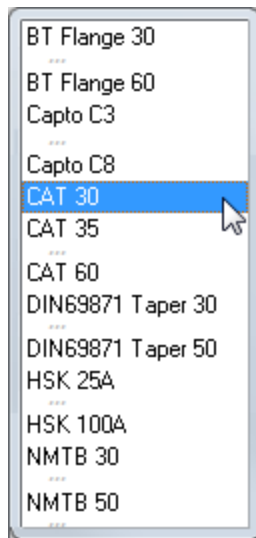 BT Flange 30
...
BT Flange 60
Capto C3
...
Capto C8
CAT 30
CAT 35
...
CAT 60
DIN69871 Taper 30
...
DIN69871 Taper 50
HSK 25A
...
HSK 100A
NMTB 30
...
NMTB 50
...